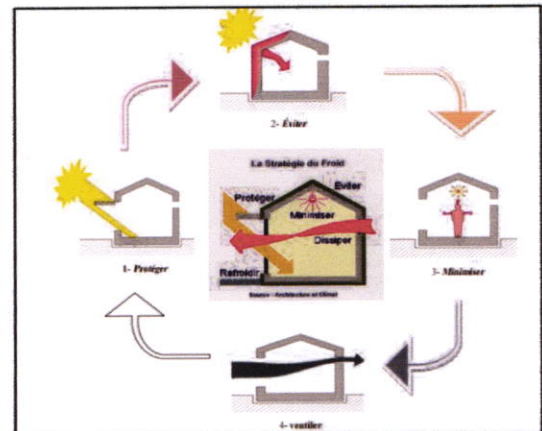 2- Éviter
La Stratégie du Froid
Protéger
Eviter
Minimiser
Dissiper
Refroidir
Source : Architecture et Climat
1- Protéger
3- Minimiser
4- ventiler